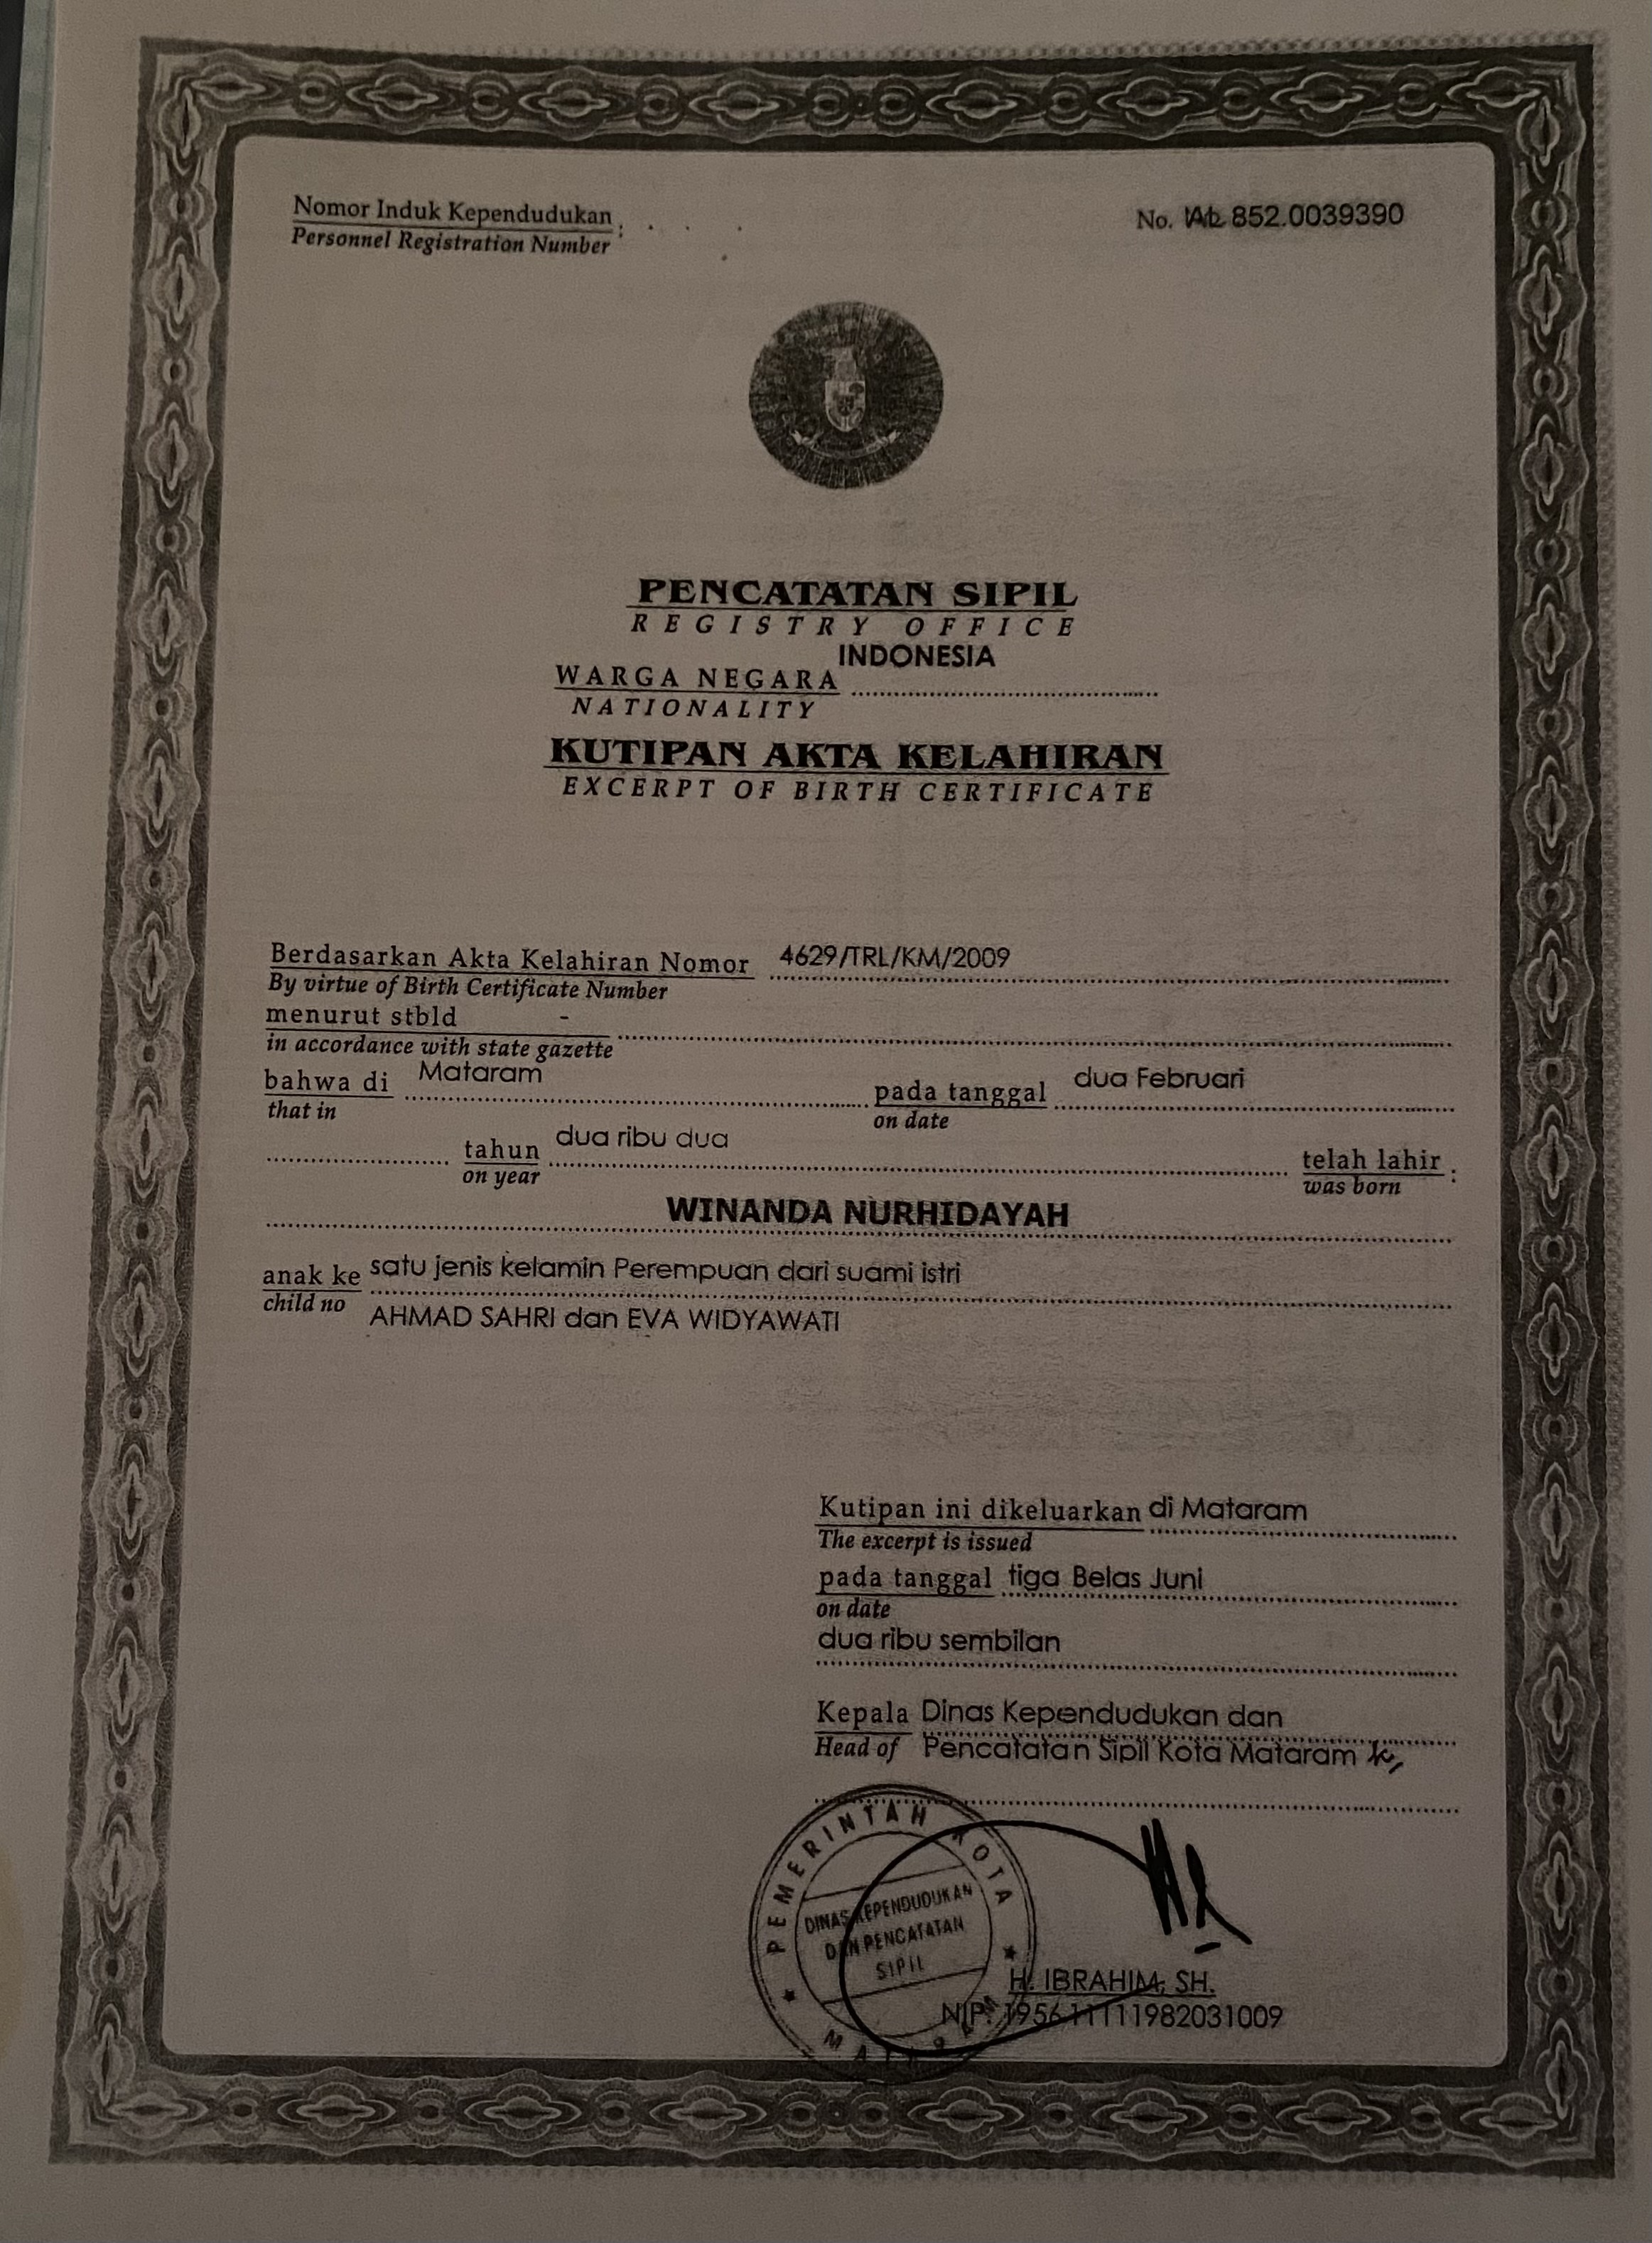 Nomor Induk Kependudukan :
Personnel Registration Number
No. 852.0039390
PENCATATAN SIPIL
REGISTRY OFFICE
WARGA NEGARA INDONESIA
NATIONALITY
KUTIPAN AKTA KELAHIRAN
EXCERPT OF BIRTH CERTIFICATE
Berdasarkan Akta Kelahiran Nomor 4629/TRL/KM/2009
By virtue of Birth Certificate Number
menurut stbld -
in accordance with state gazette
bahwa di Mataram pada tanggal dua Februari
that in on date
tahun dua ribu dua telah lahir :
on year was born
WINANDA NURHIDAYAH
anak ke satu jenis kelamin Perempuan dari suami istri
child no
AHMAD SAHRI dan EVA WIDYAWATI
Kutipan ini dikeluarkan di Mataram
The excerpt is issued
pada tanggal tiga Belas Juni
on date
dua ribu sembilan
Kepala Dinas Kependudukan dan
Head of Pencatatan Sipil Kota Mataram
PEMERINTAH KOTA
DINAS KEPENDUDUKAN
DAN PENCATATAN
SIPIL
MATARAM
H. IBRAHIM, SH.
NIP. 195611111982031009